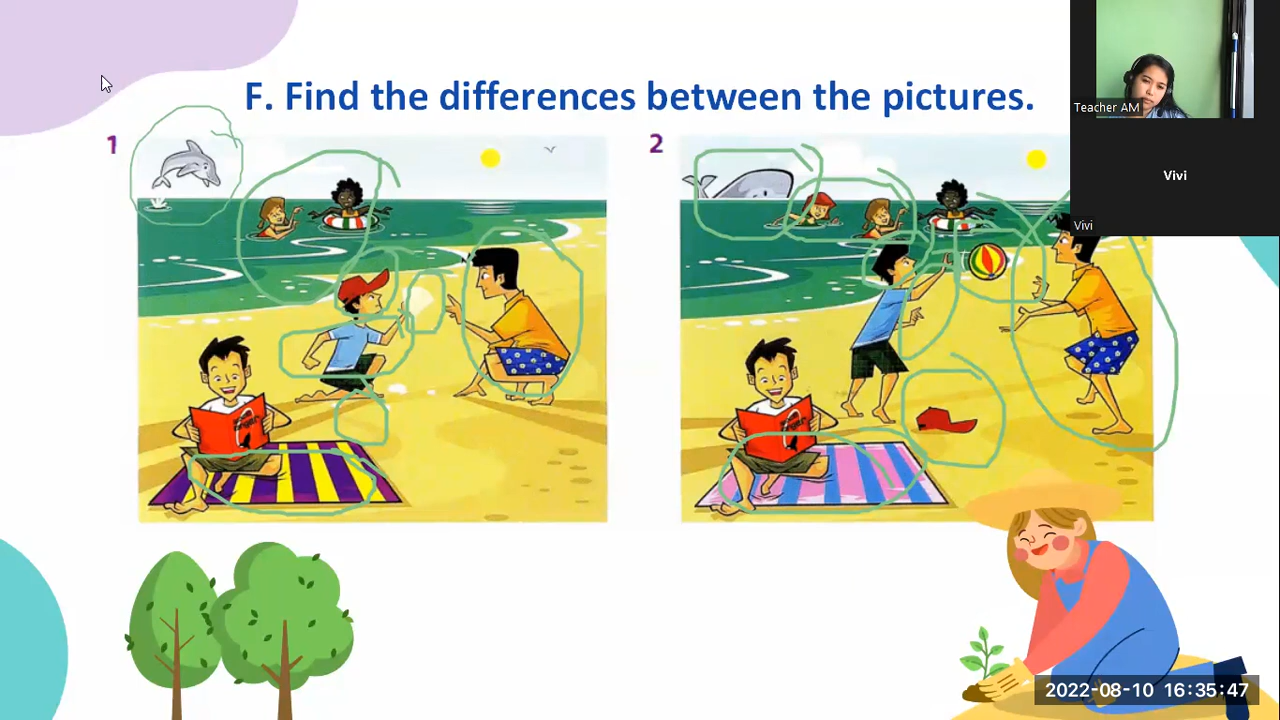 F. Find the differences between the pictures.
1
2
Teacher AM
Vivi
Vivi
2022-08-10 16:35:47